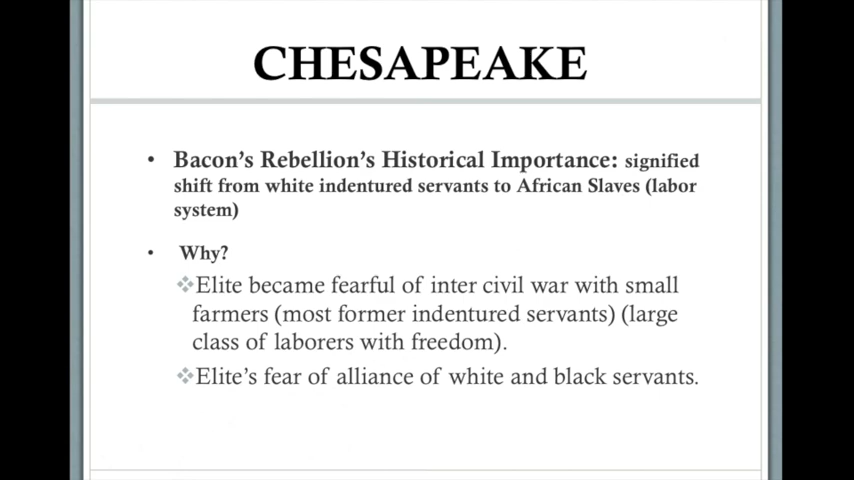 CHESAPEAKE
• Bacon's Rebellion's Historical Importance: signified
shift from white indentured servants to African Slaves (labor
system)
• Why?
❖Elite became fearful of inter civil war with small
farmers (most former indentured servants) (large
class of laborers with freedom).
❖Elite's fear of alliance of white and black servants.